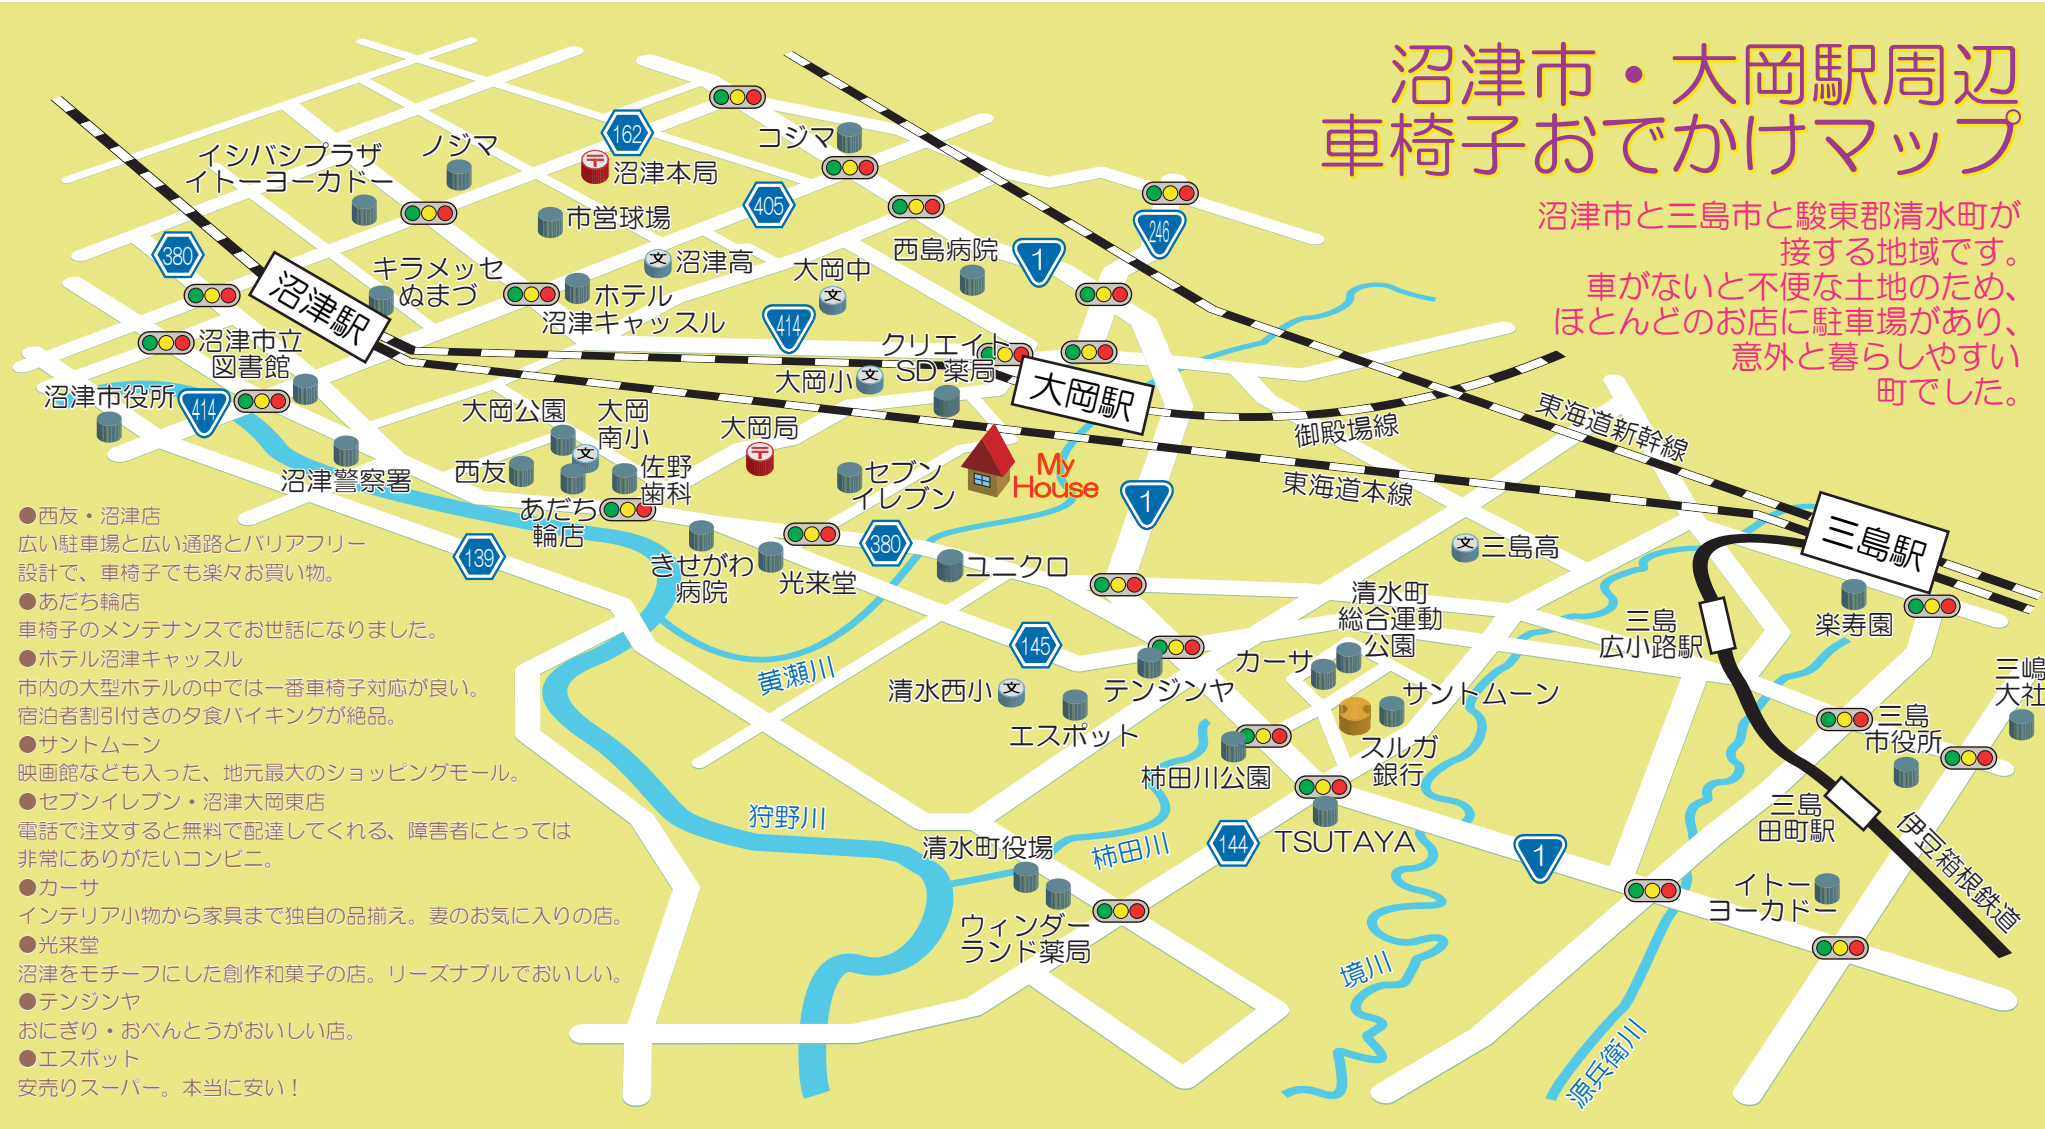 沼津市・大岡駅周辺
車椅子おでかけマップ
沼津市と三島市と駿東郡清水町が
接する地域です。
車がないと不便な土地のため、
ほとんどのお店に駐車場があり、
意外と暮らしやすい
町でした。
162
コジマ
ノジマ
イシバシプラザ
イトーヨーカドー
沼津本局
市営球場
405
246
380
キラメッセ
ぬまづ
沼津高
大岡中
西島病院
1
沼津駅
ホテル
沼津キャッスル
414
沼津市立
図書館
クリエイト
SD薬局
大岡小
大岡駅
沼津市役所
414
大岡公園
大岡
南小
大岡局
御殿場線
東海道新幹線
東海道本線
沼津警察署
西友
佐野
歯科
あだち
輪店
セブン
イレブン
My
House
1
139
380
きせがわ
病院
光来堂
ユニクロ
三島高
三島駅
清水町
総合運動
公園
三島
広小路駅
楽寿園
145
黄瀬川
清水西小
テンジンヤ
カーサ
サントムーン
エスポット
スルガ
銀行
柿田川公園
三島
市役所
三嶋
大社
狩野川
清水町役場
柿田川
144
TSUTAYA
1
三島
田町駅
伊豆箱根鉄道
イトー
ヨーカドー
ウィンダー
ランド薬局
境川
源兵衛川
●西友・沼津店
広い駐車場と広い通路とバリアフリー
設計で、車椅子でも楽々お買い物。
●あだち輪店
車椅子のメンテナンスでお世話になりました。
●ホテル沼津キャッスル
市内の大型ホテルの中では一番車椅子対応が良い。
宿泊者割引付きの夕食バイキングが絶品。
●サントムーン
映画館なども入った、地元最大のショッピングモール。
●セブンイレブン・沼津大岡東店
電話で注文すると無料で配達してくれる、障害者にとっては
非常にありがたいコンビニ。
●カーサ
インテリア小物から家具まで独自の品揃え。妻のお気に入りの店。
●光来堂
沼津をモチーフにした創作和菓子の店。リーズナブルでおいしい。
●テンジンヤ
おにぎり・おべんとうがおいしい店。
●エスポット
安売りスーパー。本当に安い！